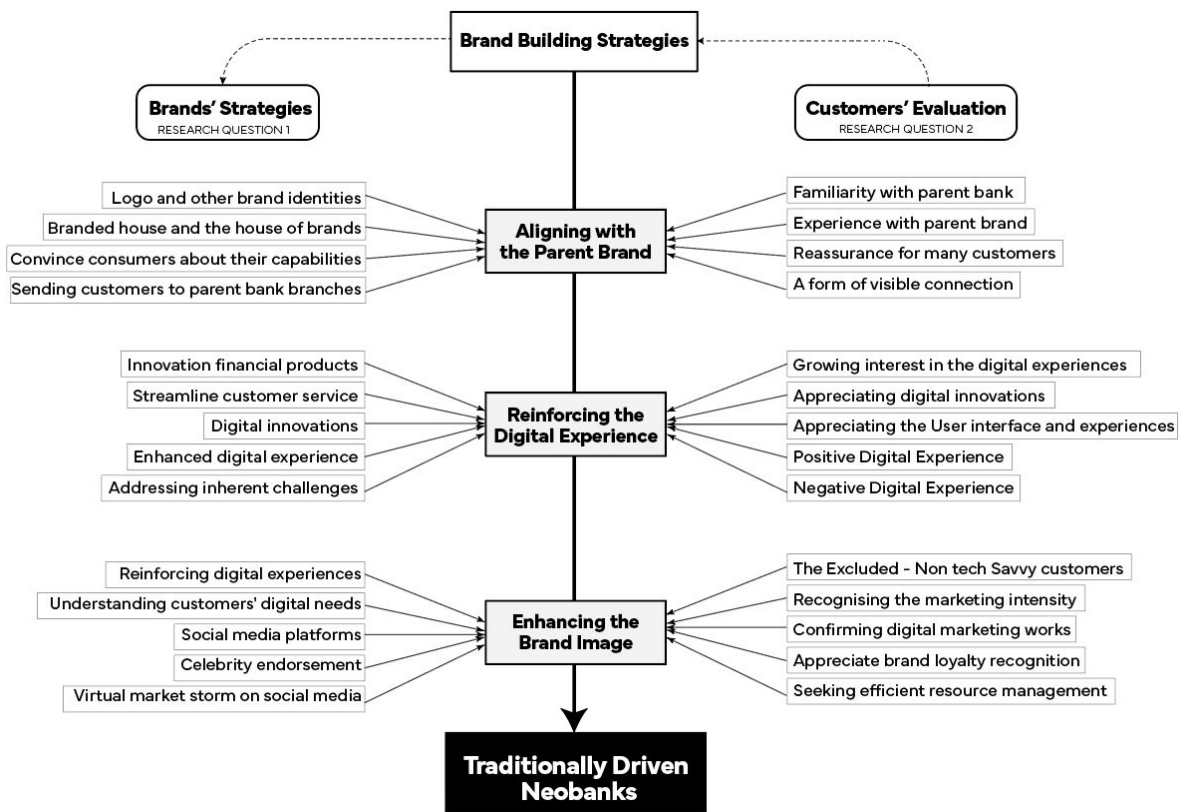 Brand Building Strategies
Brands' Strategies
RESEARCH QUESTION 1
Customers' Evaluation
RESEARCH QUESTION 2
Logo and other brand identities
Branded house and the house of brands
Convince consumers about their capabilities
Sending customers to parent bank branches
Aligning with
the Parent Brand
Familiarity with parent bank
Experience with parent brand
Reassurance for many customers
A form of visible connection
Innovation financial products
Streamline customer service
Digital innovations
Enhanced digital experience
Addressing inherent challenges
Reinforcing the
Digital Experience
Growing interest in the digital experiences
Appreciating digital innovations
Appreciating the User interface and experiences
Positive Digital Experience
Negative Digital Experience
Reinforcing digital experiences
Understanding customers' digital needs
Social media platforms
Celebrity endorsement
Virtual market storm on social media
Enhancing the
Brand Image
The Excluded - Non tech Savvy customers
Recognising the marketing intensity
Confirming digital marketing works
Appreciate brand loyalty recognition
Seeking efficient resource management
Traditionally Driven
Neobanks